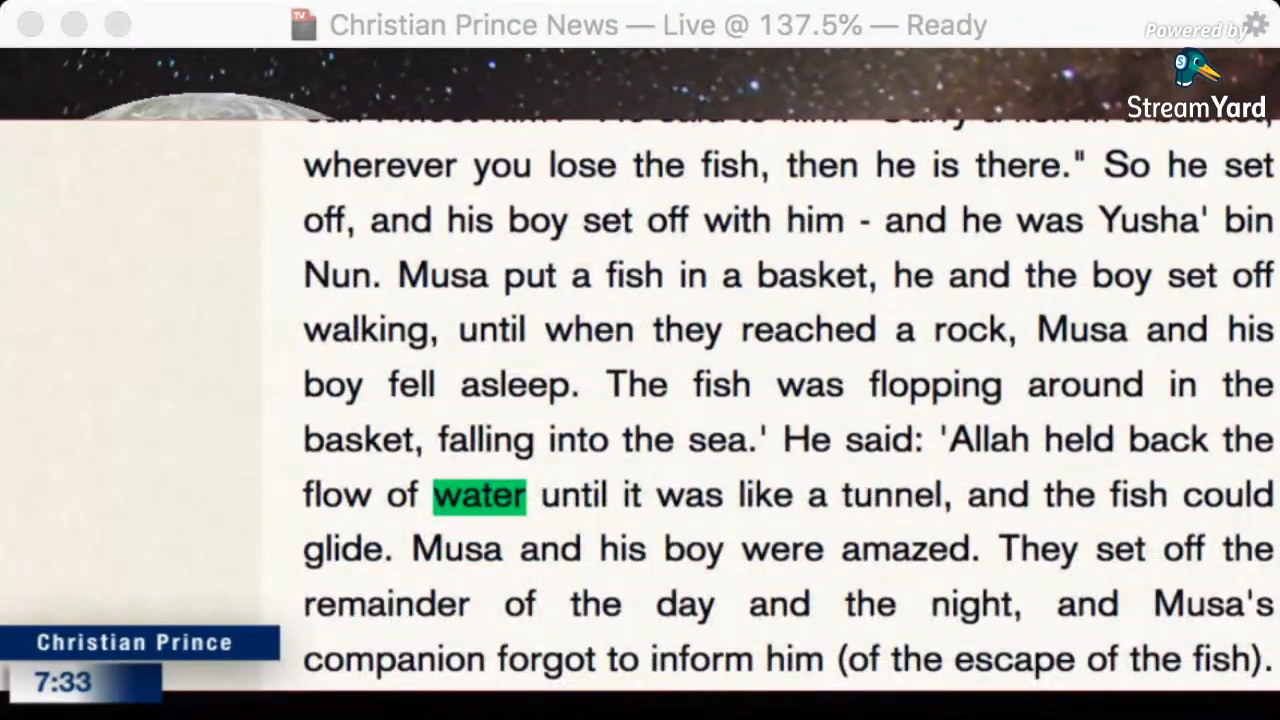 TV
Christian Prince News — Live @ 137.5% — Ready
Powered by
S
StreamYard
wherever you lose the fish, then he is there." So he set
off, and his boy set off with him - and he was Yusha' bin
Nun. Musa put a fish in a basket, he and the boy set off
walking, until when they reached a rock, Musa and his
boy fell asleep. The fish was flopping around in the
basket, falling into the sea.' He said: 'Allah held back the
flow of water until it was like a tunnel, and the fish could
glide. Musa and his boy were amazed. They set off the
remainder of the day and the night, and Musa's
companion forgot to inform him (of the escape of the fish).
Christian Prince
7:33